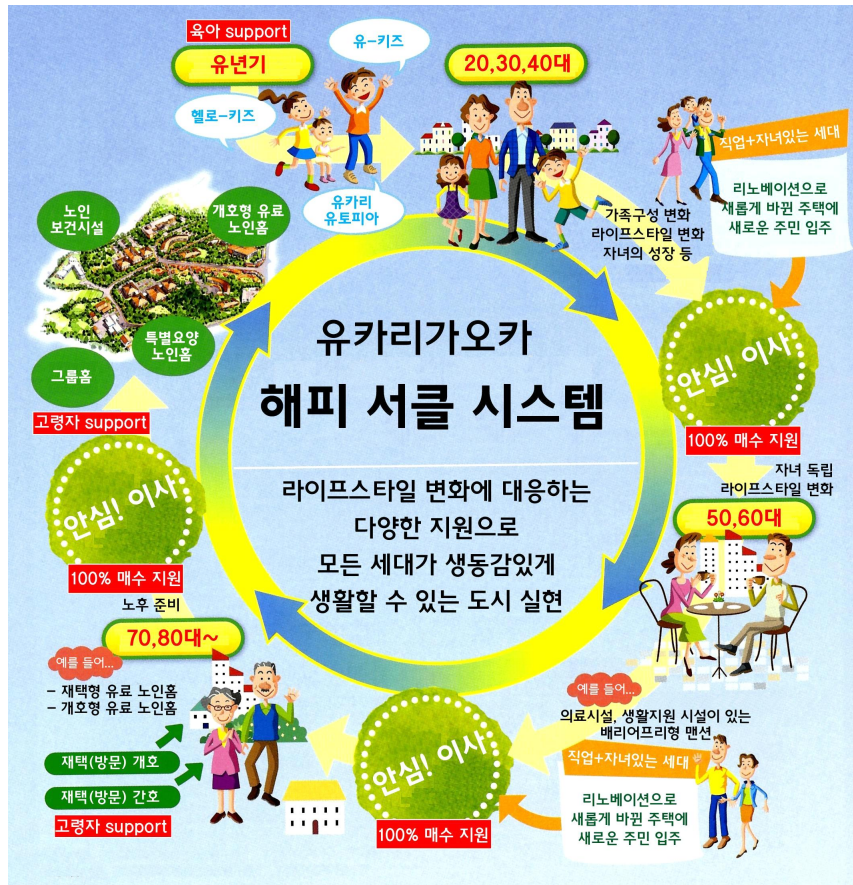 육아 support
유년기
유-키즈
헬로-키즈
유카리
유토피아
20,30,40대
직업+자녀있는 세대
리노베이션으로
새롭게 바뀐 주택에
새로운 주민 입주
가족구성 변화
라이프스타일 변화
자녀의 성장 등
안심! 이사
100% 매수 지원
자녀 독립
라이프스타일 변화
50,60대
예를 들어...
의료시설, 생활지원 시설이 있는
배리어프리형 맨션
직업+자녀있는 세대
리노베이션으로
새롭게 바뀐 주택에
새로운 주민 입주
안심! 이사
100% 매수 지원
70,80대~
예를 들어...
- 재택형 유료 노인홈
- 개호형 유료 노인홈
재택(방문) 개호
재택(방문) 간호
고령자 support
노후 준비
100% 매수 지원
안심! 이사
고령자 support
노인
보건시설
개호형 유료
노인홈
특별요양
노인홈
그룹홈
유카리가오카
해피 서클 시스템
라이프스타일 변화에 대응하는
다양한 지원으로
모든 세대가 생동감있게
생활할 수 있는 도시 실현